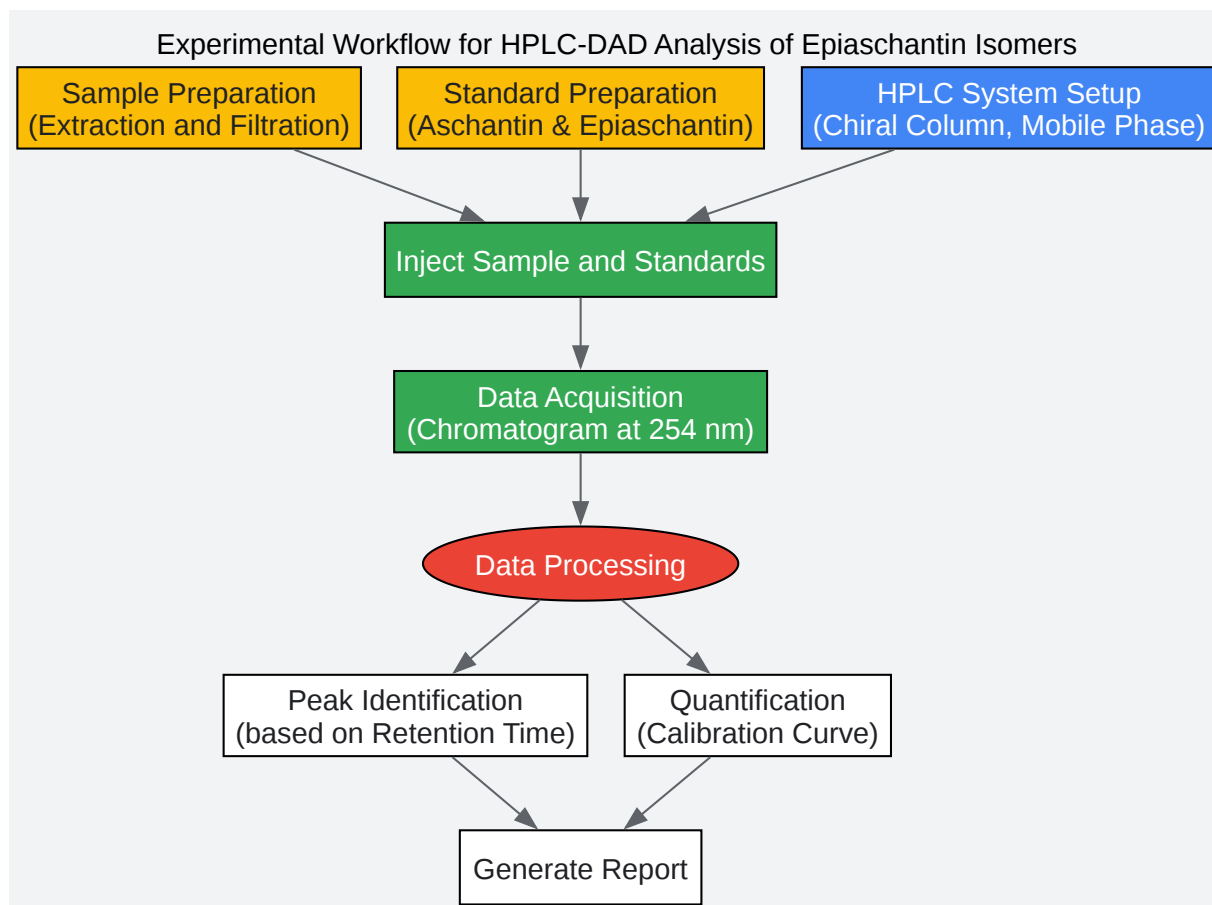 Experimental Workflow for HPLC-DAD Analysis of Epiaschantin Isomers
Sample Preparation
(Extraction and Filtration)
Standard Preparation
(Aschantin & Epiaschantin)
HPLC System Setup
(Chiral Column, Mobile Phase)
Inject Sample and Standards
Data Acquisition
(Chromatogram at 254 nm)
Data Processing
Peak Identification
(based on Retention Time)
Quantification
(Calibration Curve)
Generate Report